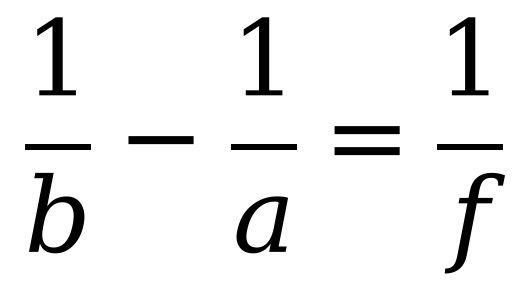 1/b − 1/a = 1/f